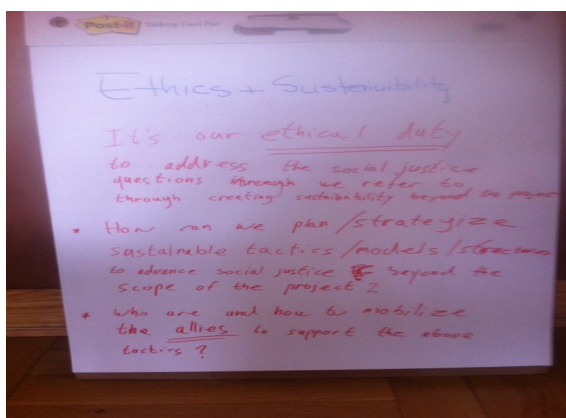 Post-it
Ethics + Sustainability
It's our ethical duty
to address the social justice
questions we refer to
through creating sustainability beyond the project
* How can we plan/strategize
sustainable tactics/models/structures
to advance social justice beyond the
scope of the project?
* Who are and how to mobilize
the allies to support the above
tactics?